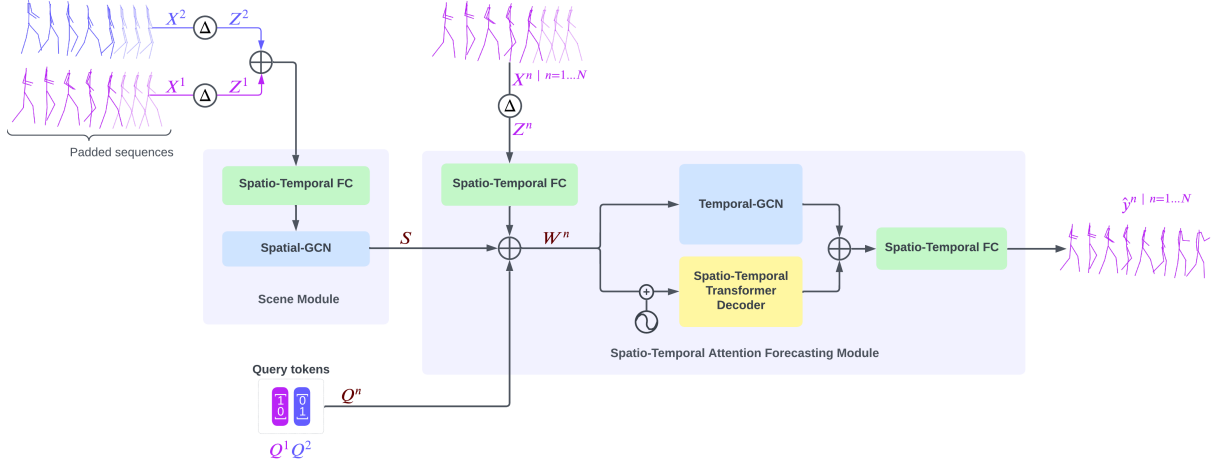 X² Δ Z²
X¹ Δ Z¹
Padded sequences
Xⁿ | ⁿ⁼¹…ᴺ
Δ
Zⁿ
Spatio-Temporal FC
Spatial-GCN
Scene Module
S
Spatio-Temporal FC
Wⁿ
Temporal-GCN
Spatio-Temporal
Transformer
Decoder
Spatio-Temporal FC
Spatio-Temporal Attention Forecasting Module
ŷⁿ | ⁿ⁼¹…ᴺ
Query tokens
[1 0] [0 1]
Qⁿ
Q¹ Q²